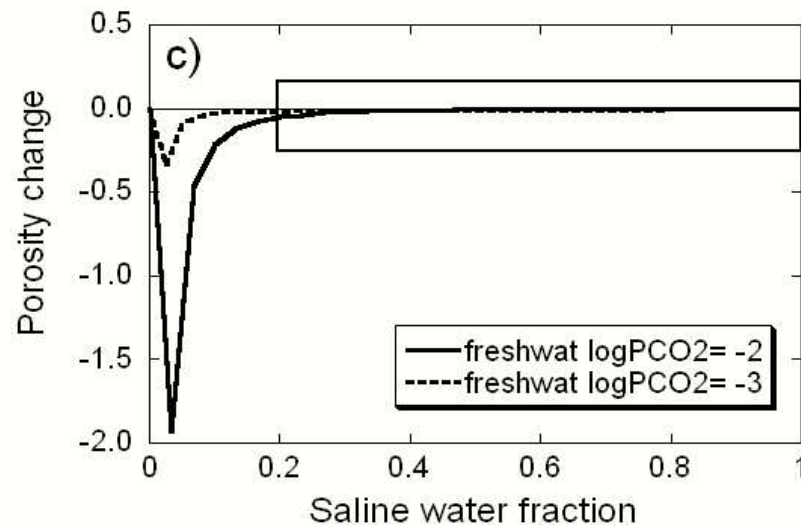 c)
0.5
0.0
-0.5
-1.0
-1.5
-2.0
Porosity change
freshwat logPCO2= -2
freshwat logPCO2= -3
0 0.2 0.4 0.6 0.8 1
Saline water fraction